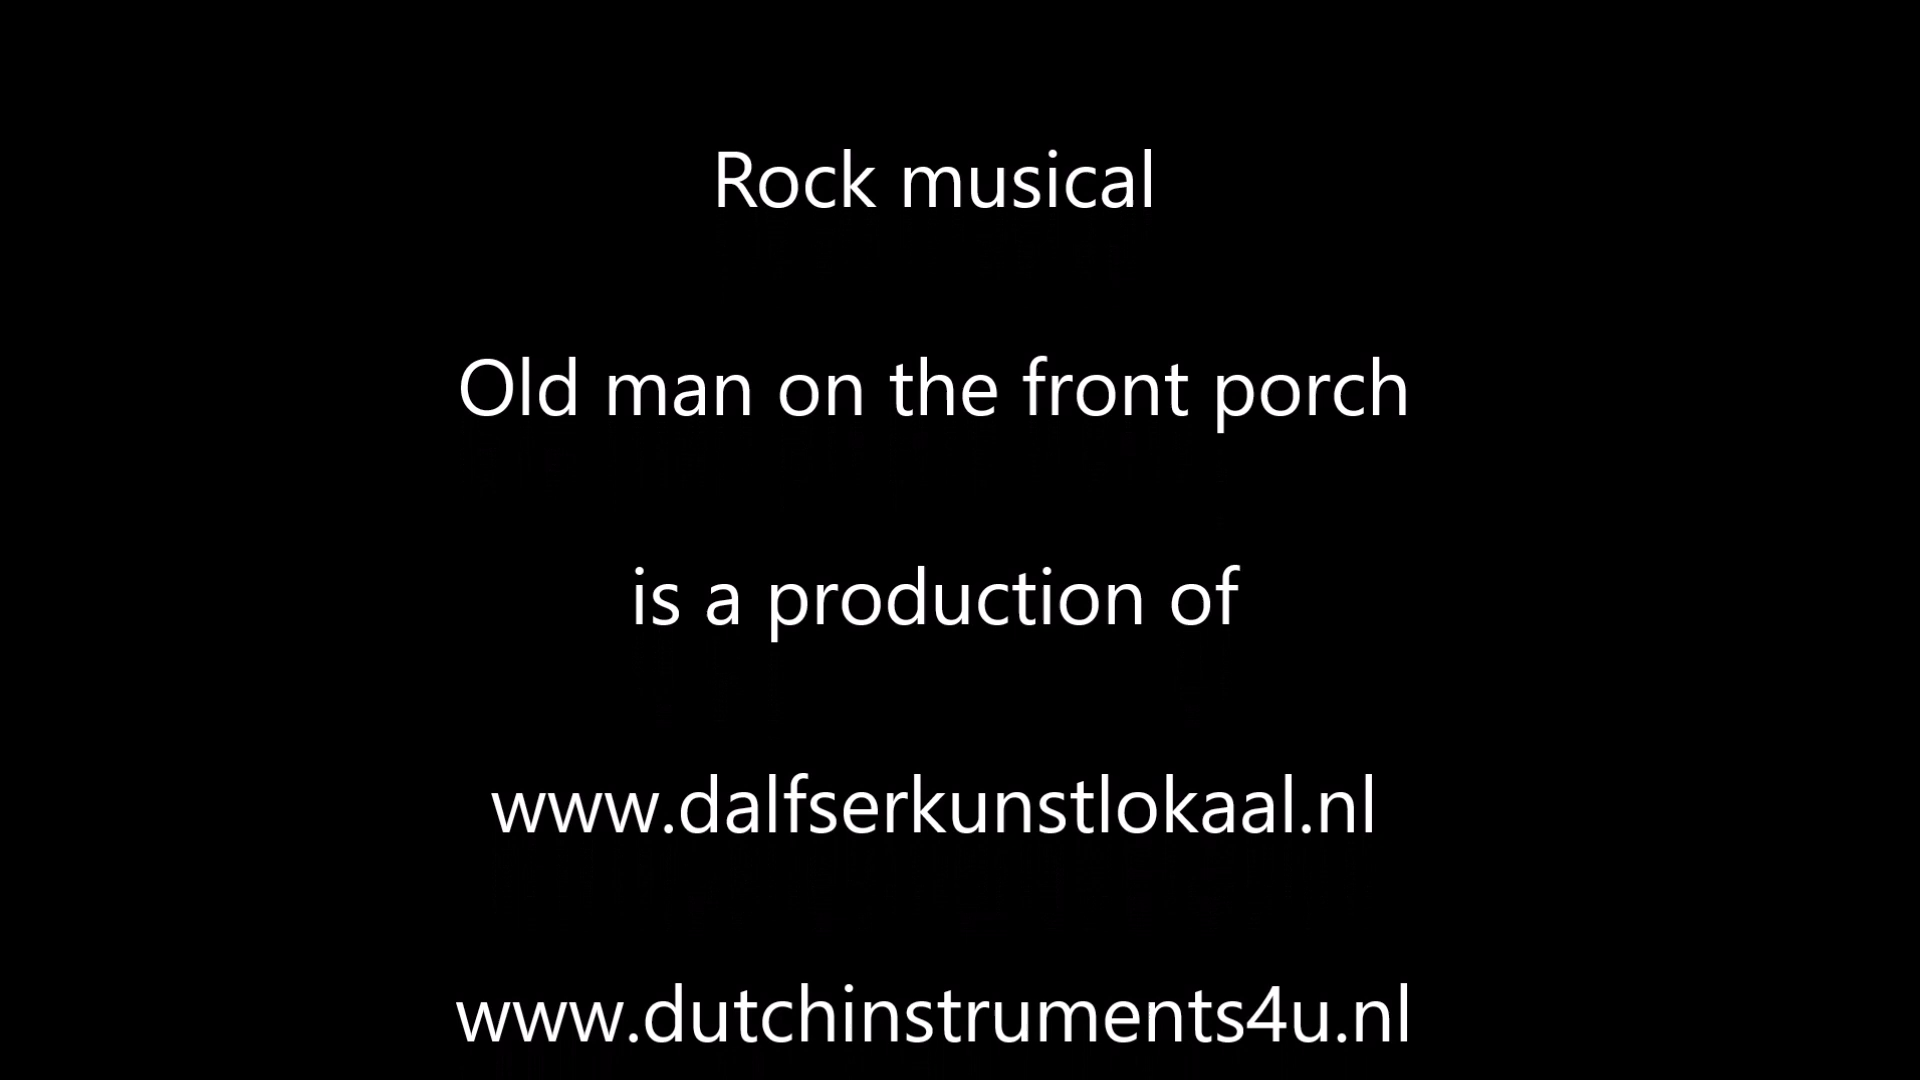 Rock musical
Old man on the front porch
is a production of
www.dalfserkunstlokaal.nl
www.dutchinstruments4u.nl